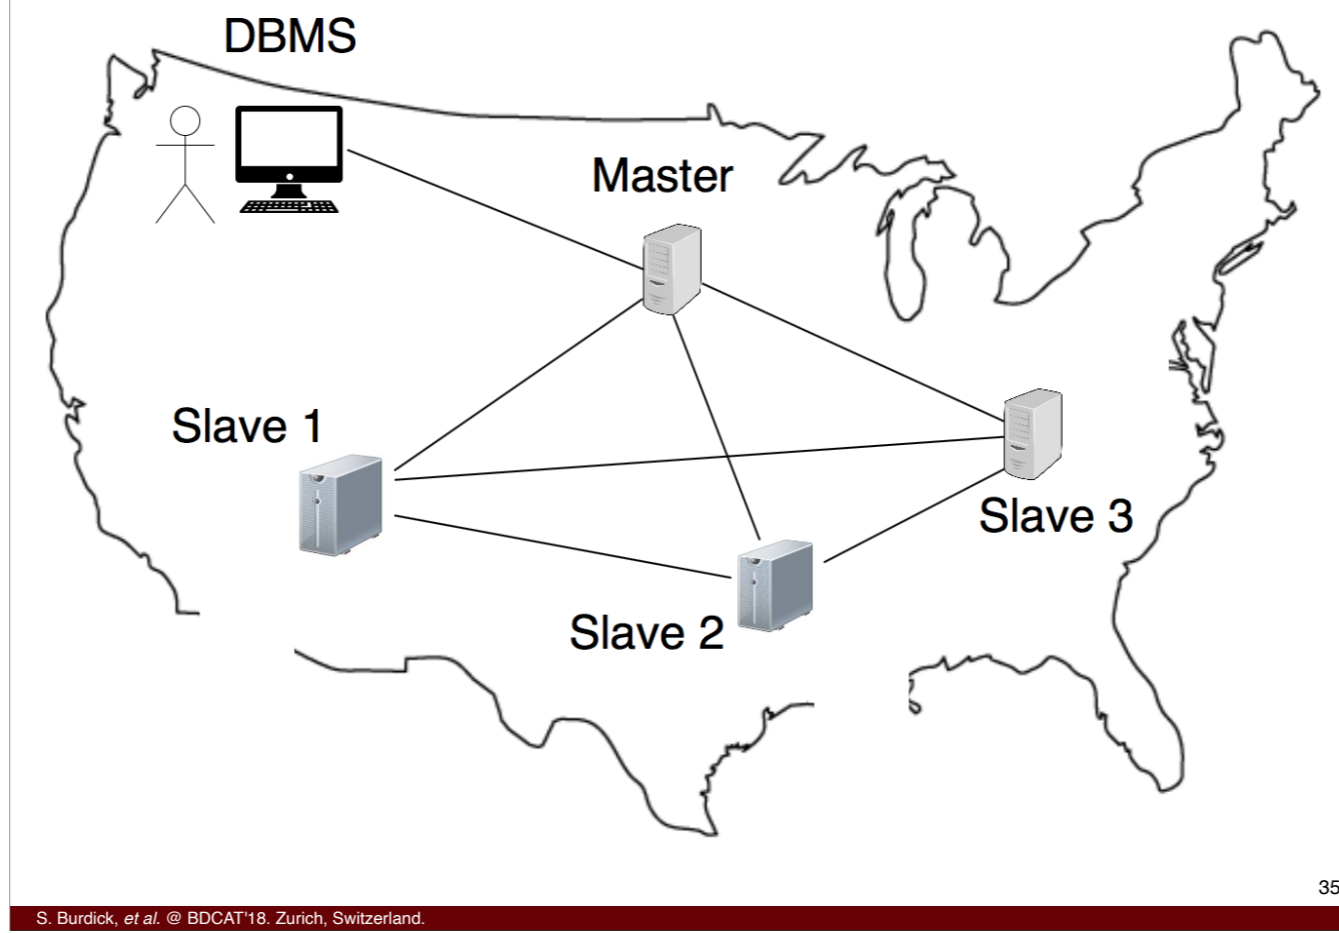 DBMS
Master
Slave 1
Slave 3
Slave 2
35
S. Burdick, et al. @ BDCAT'18. Zurich, Switzerland.